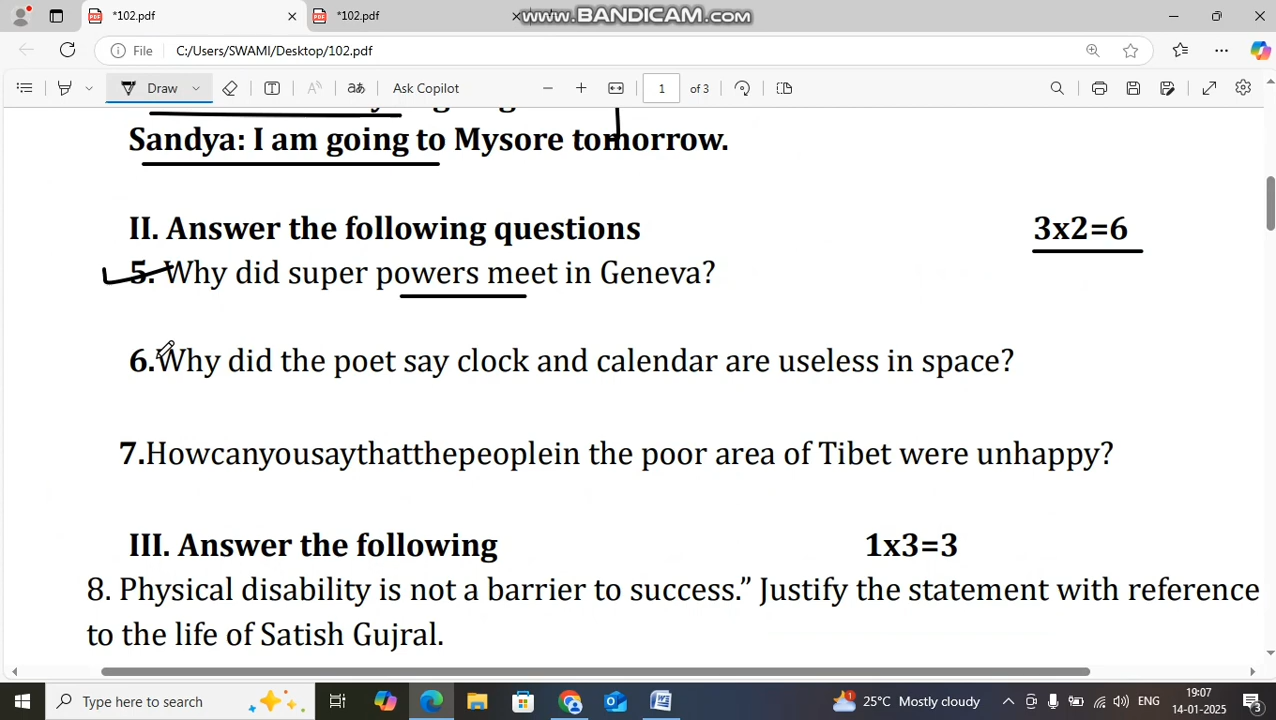 *102.pdf
*102.pdf
www.BANDICAM.com
File
C:/Users/SWAMI/Desktop/102.pdf
Draw
Ask Copilot
1 of 3
Sandya: I am going to Mysore tomorrow.
II. Answer the following questions 3x2=6
5. Why did super powers meet in Geneva?
6.Why did the poet say clock and calendar are useless in space?
7.Howcanyousaythatthepeoplein the poor area of Tibet were unhappy?
III. Answer the following 1x3=3
8. Physical disability is not a barrier to success.” Justify the statement with reference
to the life of Satish Gujral.
Type here to search
25°C Mostly cloudy
ENG
19:07
14-01-2025